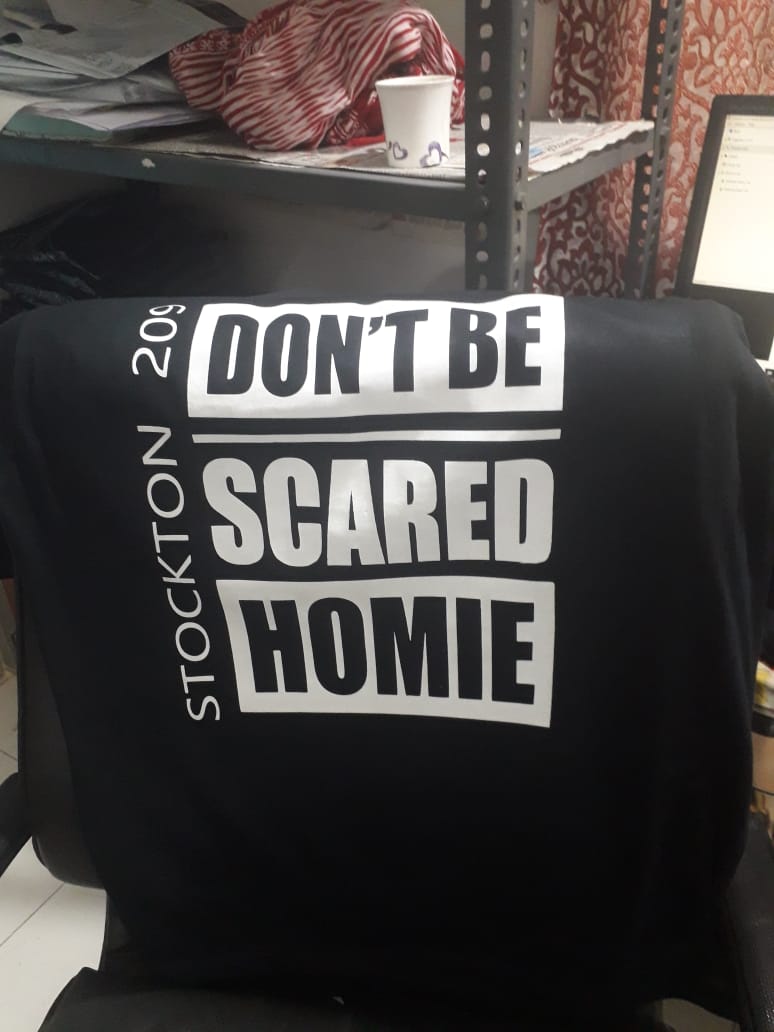 STOCKTON 209
DON'T BE
SCARED
HOMIE